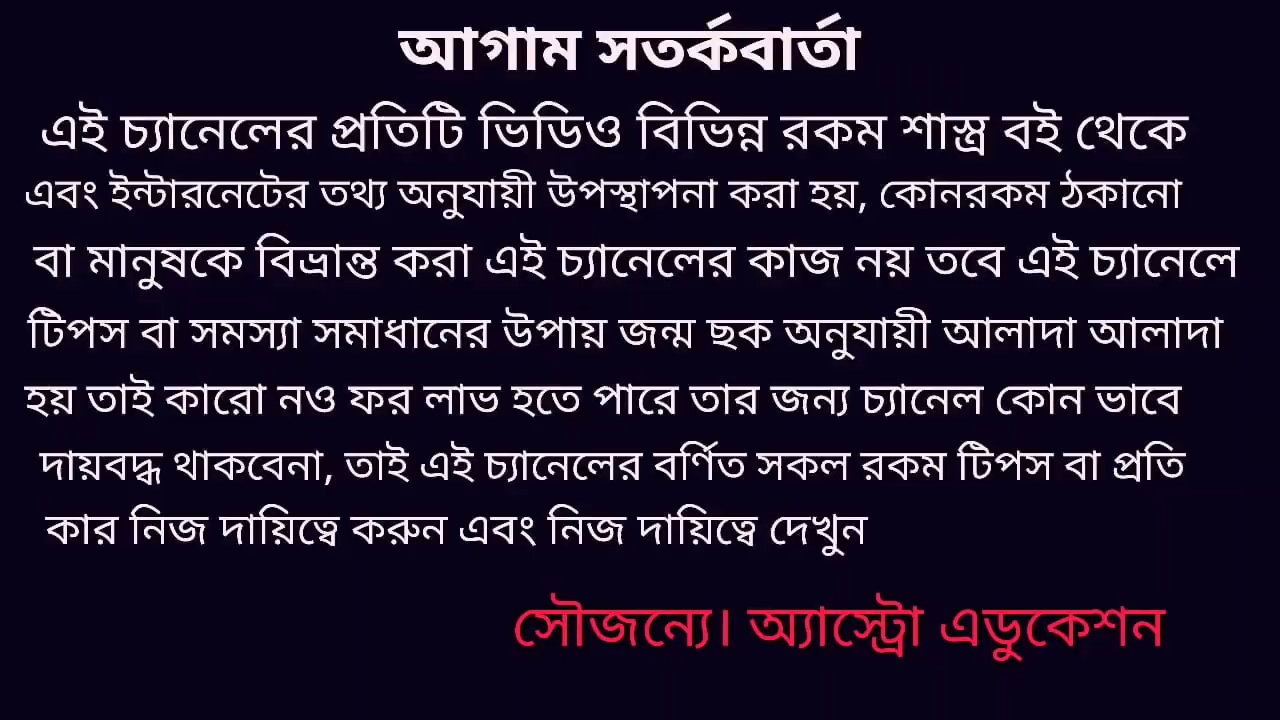 আগাম সতর্কবার্তা
এই চ্যানেলের প্রতিটি ভিডিও বিভিন্ন রকম শাস্ত্র বই থেকে
এবং ইন্টারনেটের তথ্য অনুযায়ী উপস্থাপনা করা হয়, কোনরকম ঠকানো
বা মানুষকে বিভ্রান্ত করা এই চ্যানেলের কাজ নয় তবে এই চ্যানেলে
টিপস বা সমস্যা সমাধানের উপায় জন্ম ছক অনুযায়ী আলাদা আলাদা
হয় তাই কারো নও ফর লাভ হতে পারে তার জন্য চ্যানেল কোন ভাবে
দায়বদ্ধ থাকবেনা, তাই এই চ্যানেলের বর্ণিত সকল রকম টিপস বা প্রতি
কার নিজ দায়িত্বে করুন এবং নিজ দায়িত্বে দেখুন
সৌজন্যে। অ্যাস্ট্রো এডুকেশন